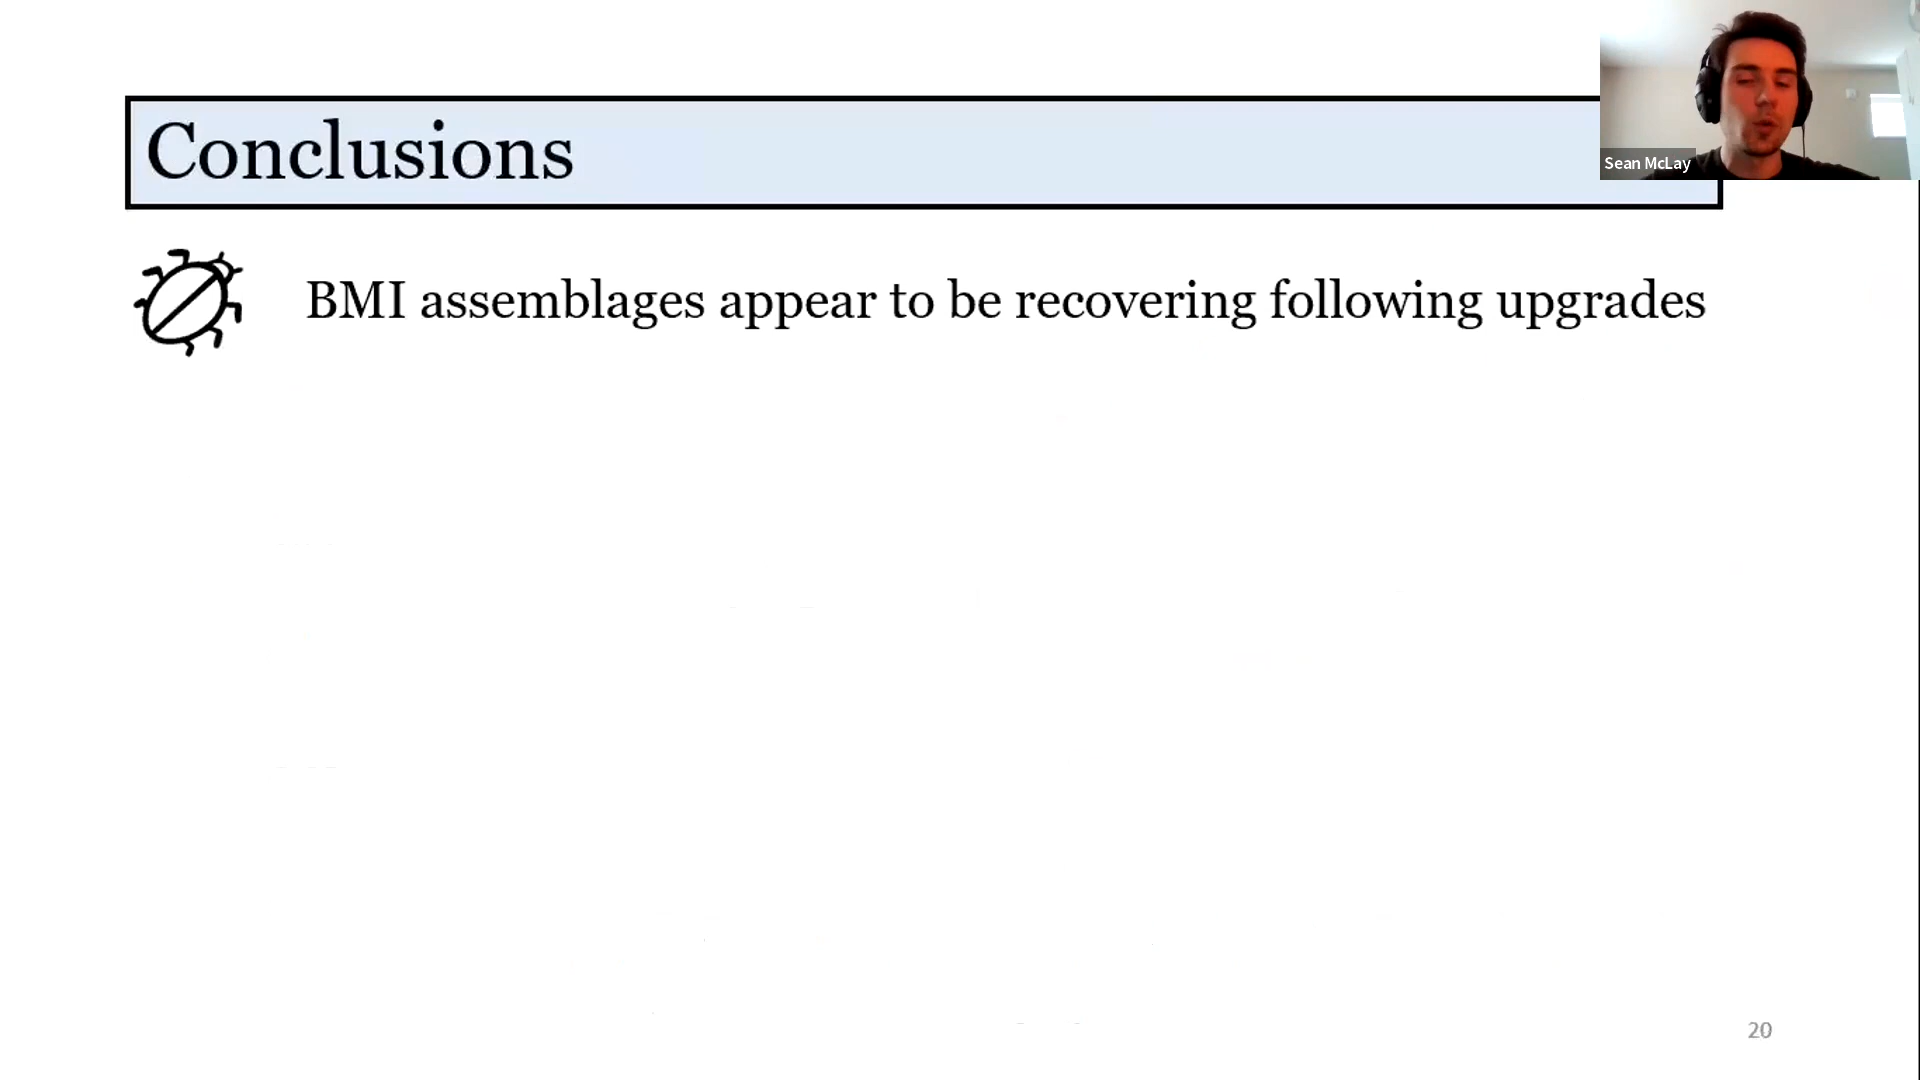 Conclusions
Sean McLay
BMI assemblages appear to be recovering following upgrades
20